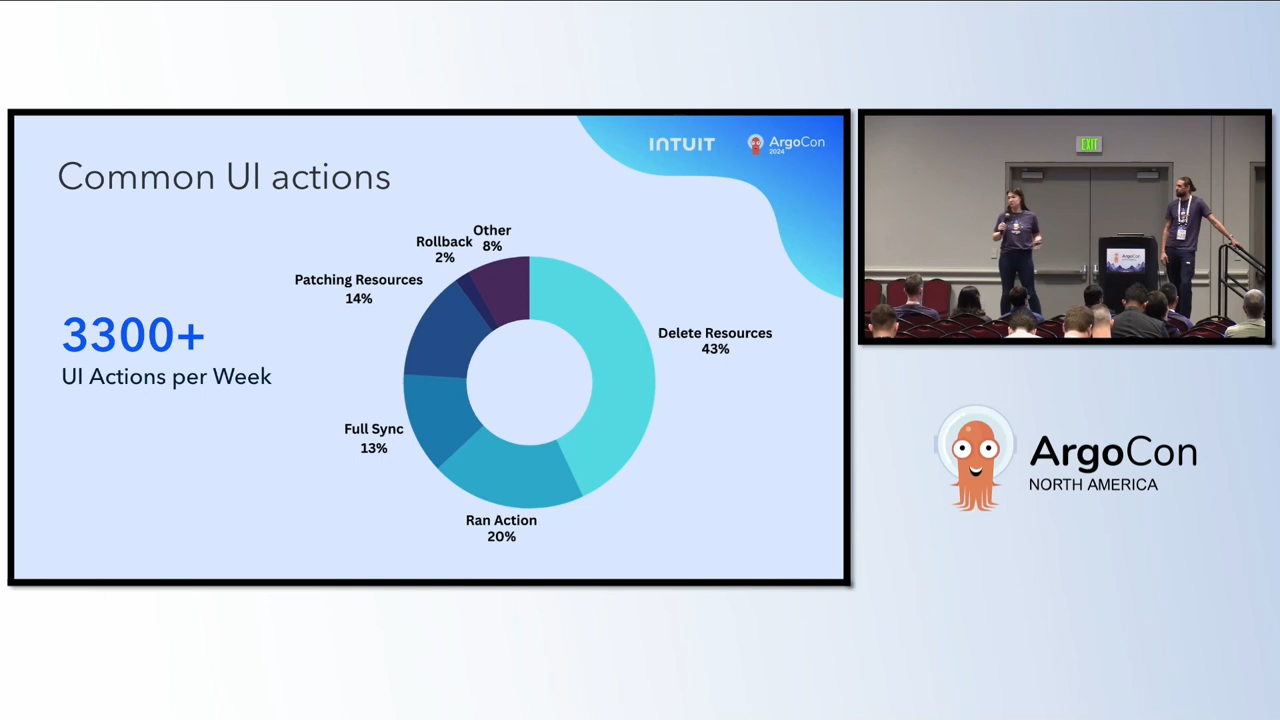 INTUIT
ArgoCon
2024
Common UI actions
3300+
UI Actions per Week
Other
8%
Rollback
2%
Patching Resources
14%
Delete Resources
43%
Full Sync
13%
Ran Action
20%
EXIT
ArgoCon
ArgoCon
NORTH AMERICA